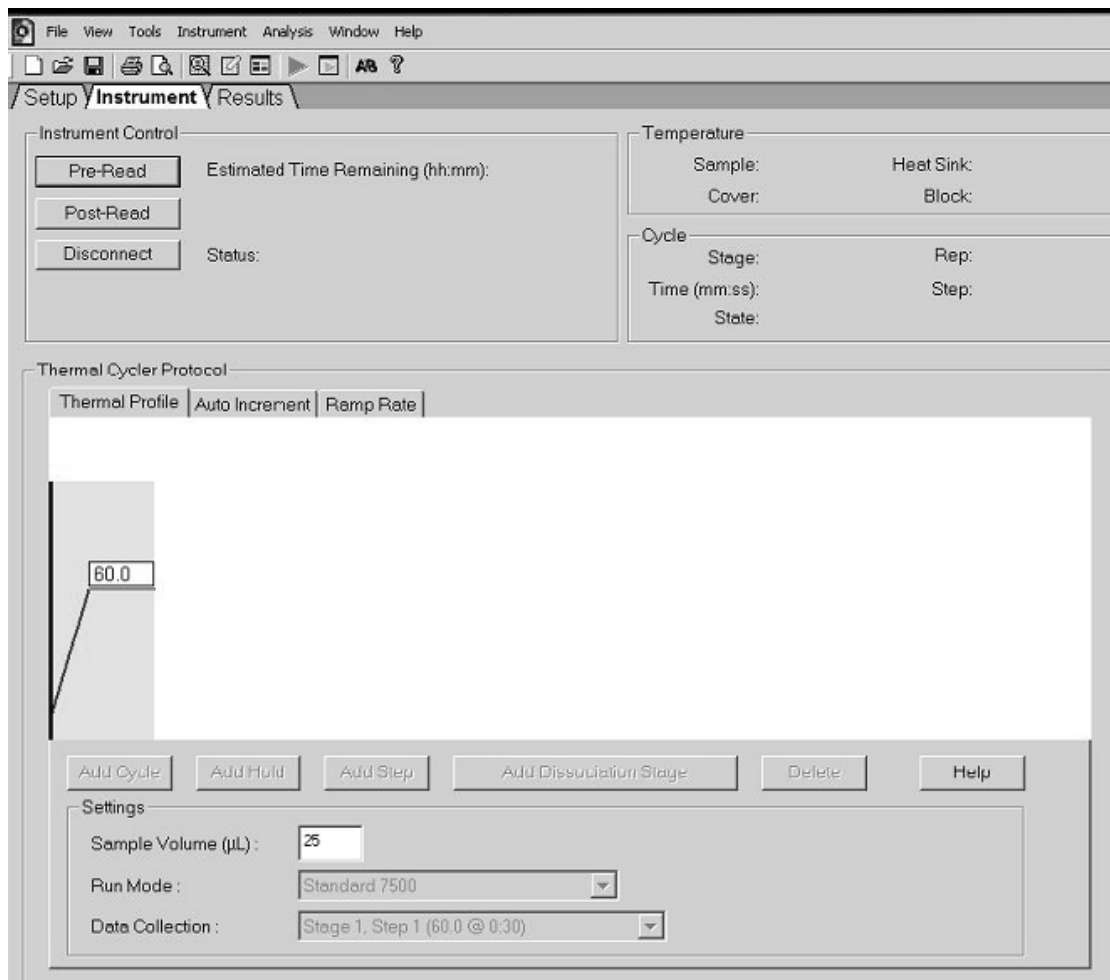 File View Tools Instrument Analysis Window Help
AB ?
Setup Instrument Results
Instrument Control
Pre-Read
Estimated Time Remaining (hh:mm):
Post-Read
Disconnect
Status:
Temperature
Sample:
Heat Sink:
Cover:
Block:
Cycle
Stage:
Rep:
Time (mm:ss):
Step:
State:
Thermal Cycler Protocol
Thermal Profile Auto Increment Ramp Rate
60.0
Add Cycle Add Hold Add Step Add Dissociation Stage Delete Help
Settings
Sample Volume (µL) : 25
Run Mode : Standard 7500
Data Collection : Stage 1, Step 1 (60.0 @ 0:30)